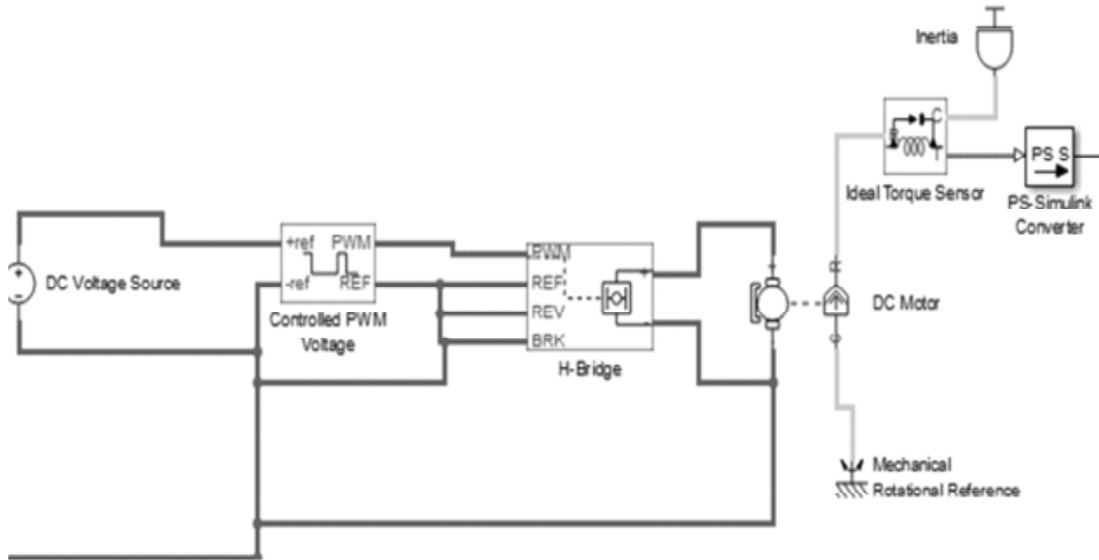 Inertia
C
T
PS S
Ideal Torque Sensor
PS-Simulink
Converter
+ref PWM
-ref REF
Controlled PWM
Voltage
DC Voltage Source
PWM
REF
REV
BRK
+
-
H-Bridge
+
-
R
C
DC Motor
Mechanical
Rotational Reference